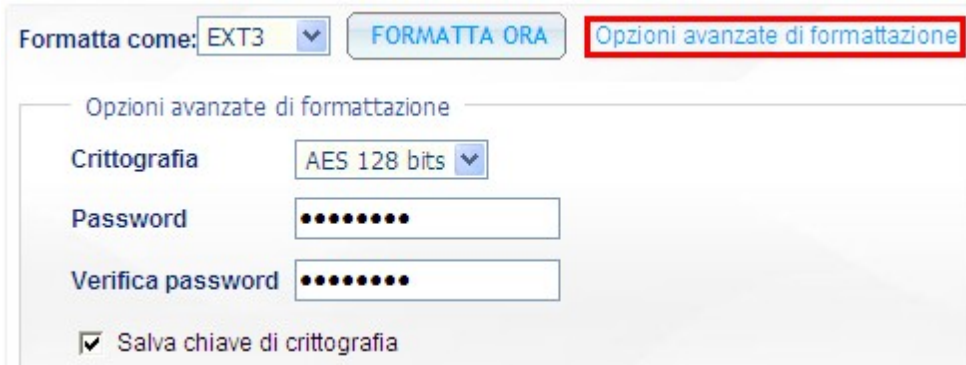 Formatta come: EXT3 FORMATTA ORA Opzioni avanzate di formattazione
Opzioni avanzate di formattazione
Crittografia AES 128 bits
Password ••••••••
Verifica password ••••••••
Salva chiave di crittografia